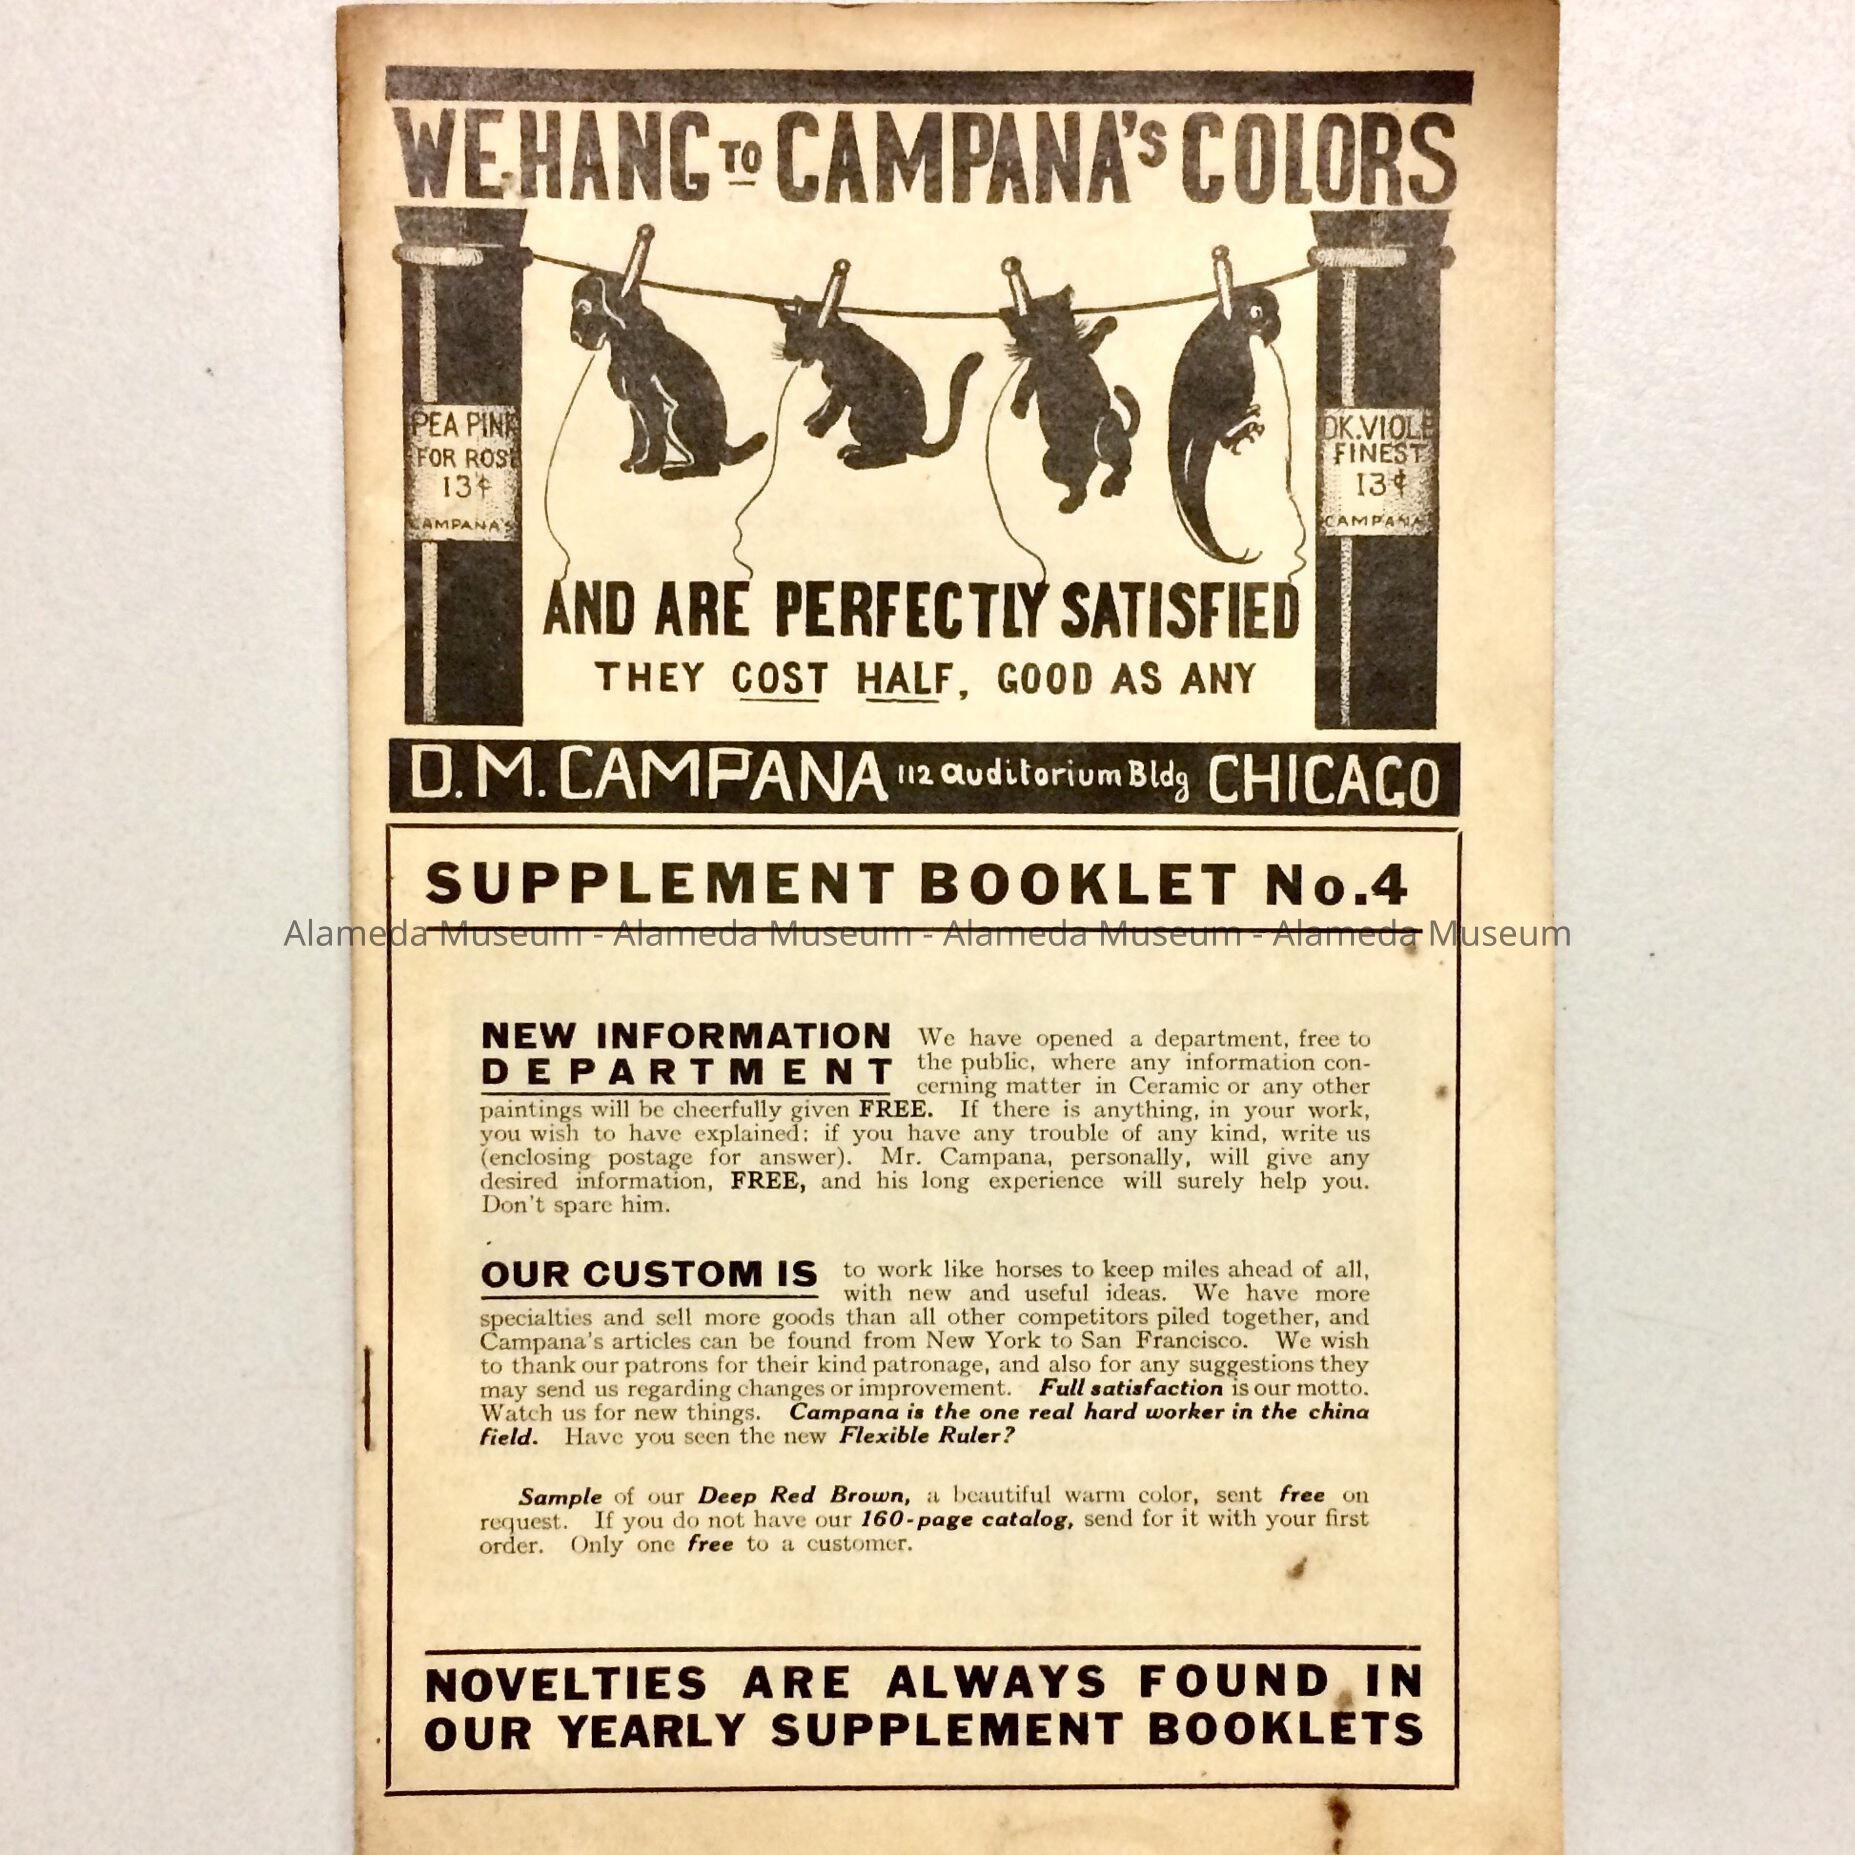 WE HANG TO CAMPANA'S COLORS
PEA PINK
FOR ROSE
13¢
CAMPANA'S
DK. VIOLE
FINEST
13¢
CAMPANA'
AND ARE PERFECTLY SATISFIED
THEY COST HALF, GOOD AS ANY
D. M. CAMPANA 112 auditorium Bldg CHICAGO
SUPPLEMENT BOOKLET No.4
Alameda Museum - Alameda Museum - Alameda Museum - Alameda Museum
NEW INFORMATION
DEPARTMENT
We have opened a department, free to
the public, where any information con-
cerning matter in Ceramic or any other
paintings will be cheerfully given FREE. If there is anything, in your work,
you wish to have explained; if you have any trouble of any kind, write us
(enclosing postage for answer). Mr. Campana, personally, will give any
desired information, FREE, and his long experience will surely help you.
Don't spare him.
OUR CUSTOM IS to work like horses to keep miles ahead of all,
with new and useful ideas. We have more
specialties and sell more goods than all other competitors piled together, and
Campana's articles can be found from New York to San Francisco. We wish
to thank our patrons for their kind patronage, and also for any suggestions they
may send us regarding changes or improvement. Full satisfaction is our motto.
Watch us for new things. Campana is the one real hard worker in the china
field. Have you seen the new Flexible Ruler?
Sample of our Deep Red Brown, a beautiful warm color, sent free on
request. If you do not have our 160-page catalog, send for it with your first
order. Only one free to a customer.
NOVELTIES ARE ALWAYS FOUND IN
OUR YEARLY SUPPLEMENT BOOKLETS